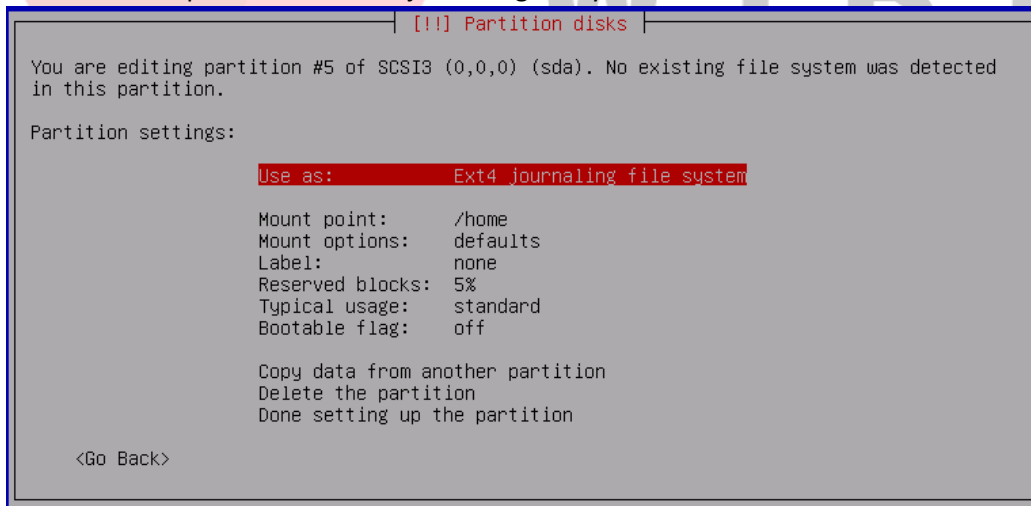 [!!] Partition disks
You are editing partition #5 of SCSI3 (0,0,0) (sda). No existing file system was detected
in this partition.
Partition settings:
Use as: Ext4 journaling file system
Mount point: /home
Mount options: defaults
Label: none
Reserved blocks: 5%
Typical usage: standard
Bootable flag: off
Copy data from another partition
Delete the partition
Done setting up the partition
<Go Back>